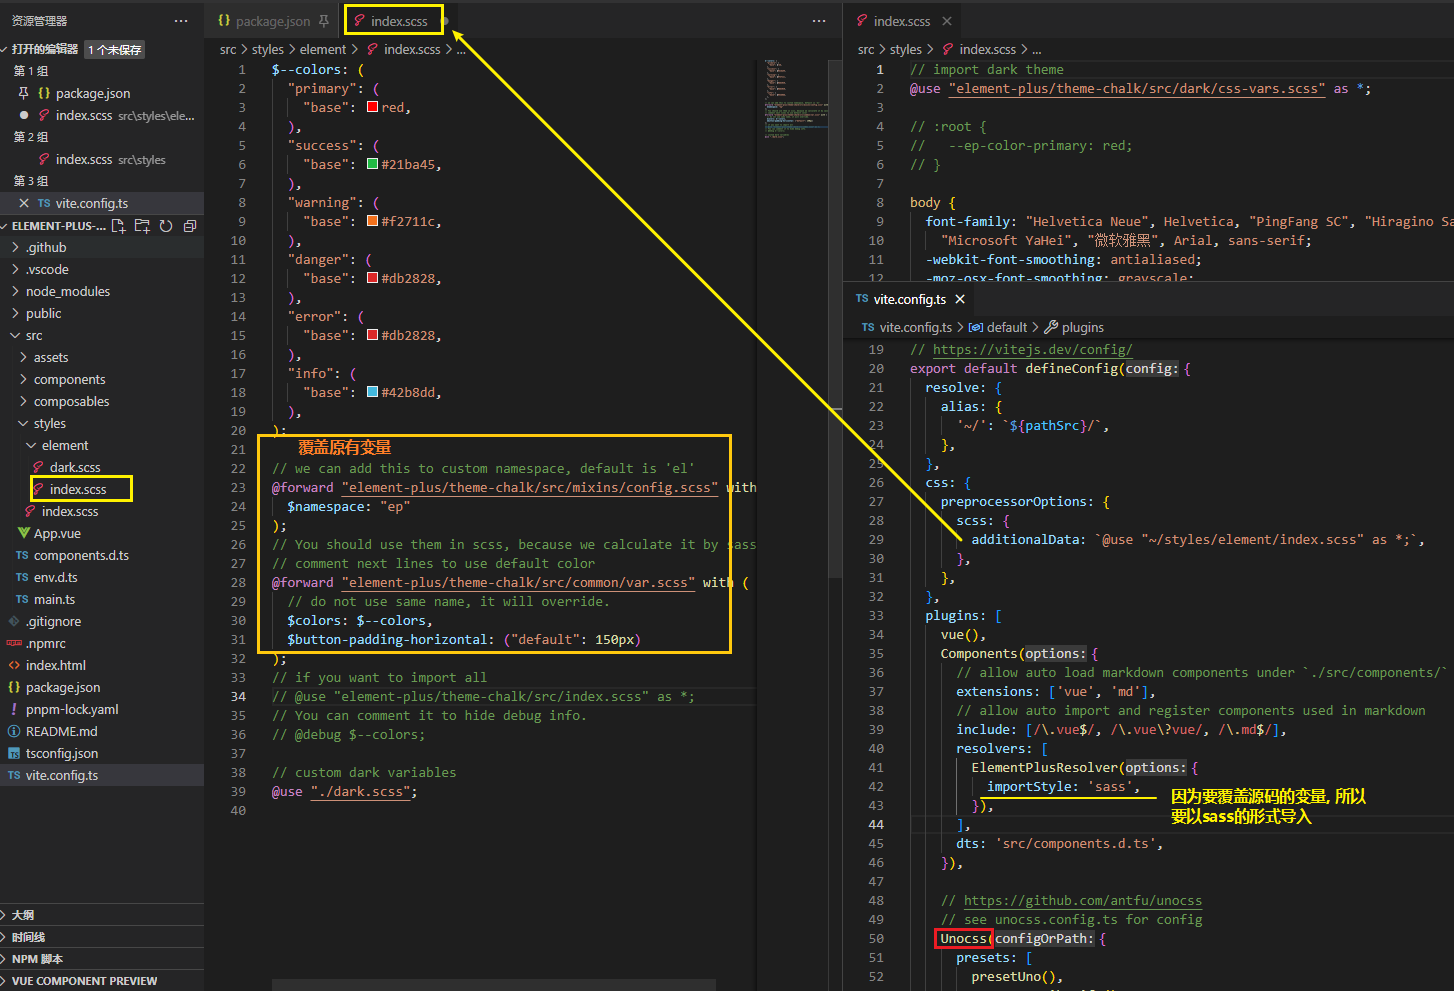 资源管理器
打开的编辑器 1 个未保存
第 1 组
package.json
index.scss src\styles\ele...
第 2 组
index.scss src\styles
第 3 组
TS vite.config.ts
ELEMENT-PLUS-...
.github
.vscode
node_modules
public
src
assets
components
composables
styles
element
dark.scss
index.scss
index.scss
App.vue
TS components.d.ts
TS env.d.ts
TS main.ts
.gitignore
.npmrc
index.html
package.json
pnpm-lock.yaml
README.md
tsconfig.json
TS vite.config.ts
大纲
时间线
NPM 脚本
VUE COMPONENT PREVIEW
{} package.json
index.scss
src > styles > element > index.scss > ...
1 $--colors: (
2 "primary": (
3 "base": red,
4 ),
5 "success": (
6 "base": #21ba45,
7 ),
8 "warning": (
9 "base": #f2711c,
10 ),
11 "danger": (
12 "base": #db2828,
13 ),
14 "error": (
15 "base": #db2828,
16 ),
17 "info": (
18 "base": #42b8dd,
19 ),
20 );
21 覆盖原有变量
22 // we can add this to custom namespace, default is 'el'
23 @forward "element-plus/theme-chalk/src/mixins/config.scss" with
24 $namespace: "ep"
25 );
26 // You should use them in scss, because we calculate it by sass
27 // comment next lines to use default color
28 @forward "element-plus/theme-chalk/src/common/var.scss" with (
29 // do not use same name, it will override.
30 $colors: $--colors,
31 $button-padding-horizontal: ("default": 150px)
32 );
33 // if you want to import all
34 // @use "element-plus/theme-chalk/src/index.scss" as *;
35 // You can comment it to hide debug info.
36 // @debug $--colors;
37
38 // custom dark variables
39 @use "./dark.scss";
40
index.scss
src > styles > index.scss > ...
1 // import dark theme
2 @use "element-plus/theme-chalk/src/dark/css-vars.scss" as *;
3
4 // :root {
5 //   --ep-color-primary: red;
6 // }
7
8 body {
9 font-family: "Helvetica Neue", Helvetica, "PingFang SC", "Hiragino Sa
10 "Microsoft YaHei", "微软雅黑", Arial, sans-serif;
11 -webkit-font-smoothing: antialiased;
12 -moz-osx-font-smoothing: grayscale;
TS vite.config.ts
TS vite.config.ts > default > plugins
19 // https://vitejs.dev/config/
20 export default defineConfig(config: {
21 resolve: {
22 alias: {
23 '~/': `${pathSrc}/`,
24 },
25 },
26 css: {
27 preprocessorOptions: {
28 scss: {
29 additionalData: `@use "~/styles/element/index.scss" as *;`,
30 },
31 },
32 },
33 plugins: [
34 vue(),
35 Components(options: {
36 // allow auto load markdown components under `./src/components/`
37 extensions: ['vue', 'md'],
38 // allow auto import and register components used in markdown
39 include: [/\.vue$/, /\.vue\?vue/, /\.md$/],
40 resolvers: [
41 ElementPlusResolver(options: {
42 importStyle: 'sass',
43 }),
因为要覆盖源码的变量, 所以
要以sass的形式导入
44 ],
45 dts: 'src/components.d.ts',
46 }),
47
48 // https://github.com/antfu/unocss
49 // see unocss.config.ts for config
50 Unocss(configOrPath: {
51 presets: [
52 presetUno(),